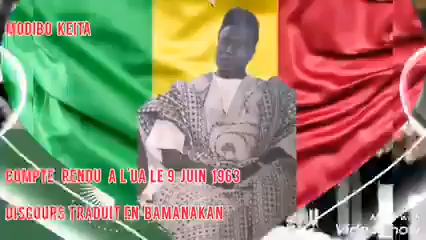 MODIBO KEITA
COMPTE RENDU A L'UA LE 9 JUIN 1963
DISCOURS TRADUIT EN BAMANAKAN